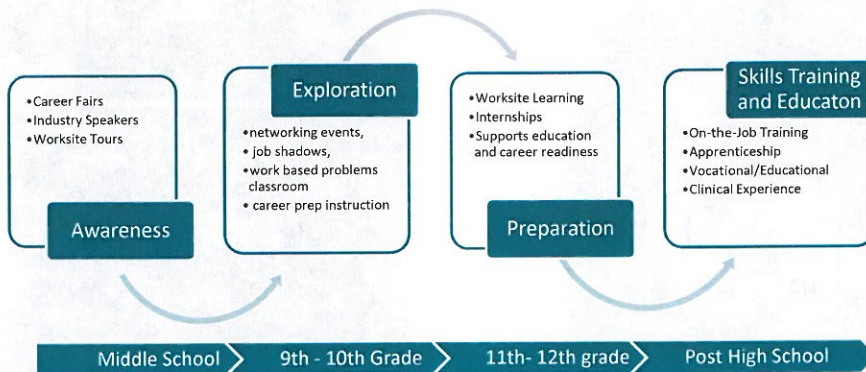 •Career Fairs
•Industry Speakers
•Worksite Tours
Awareness
Exploration
•networking events,
• job shadows,
•work based problems
classroom
• career prep instruction
•Worksite Learning
•Internships
•Supports education
and career readiness
Preparation
Skills Training
and Educaton
•On-the-Job Training
•Apprenticeship
•Vocational/Educational
•Clinical Experience
Middle School
9th - 10th Grade
11th- 12th grade
Post High School